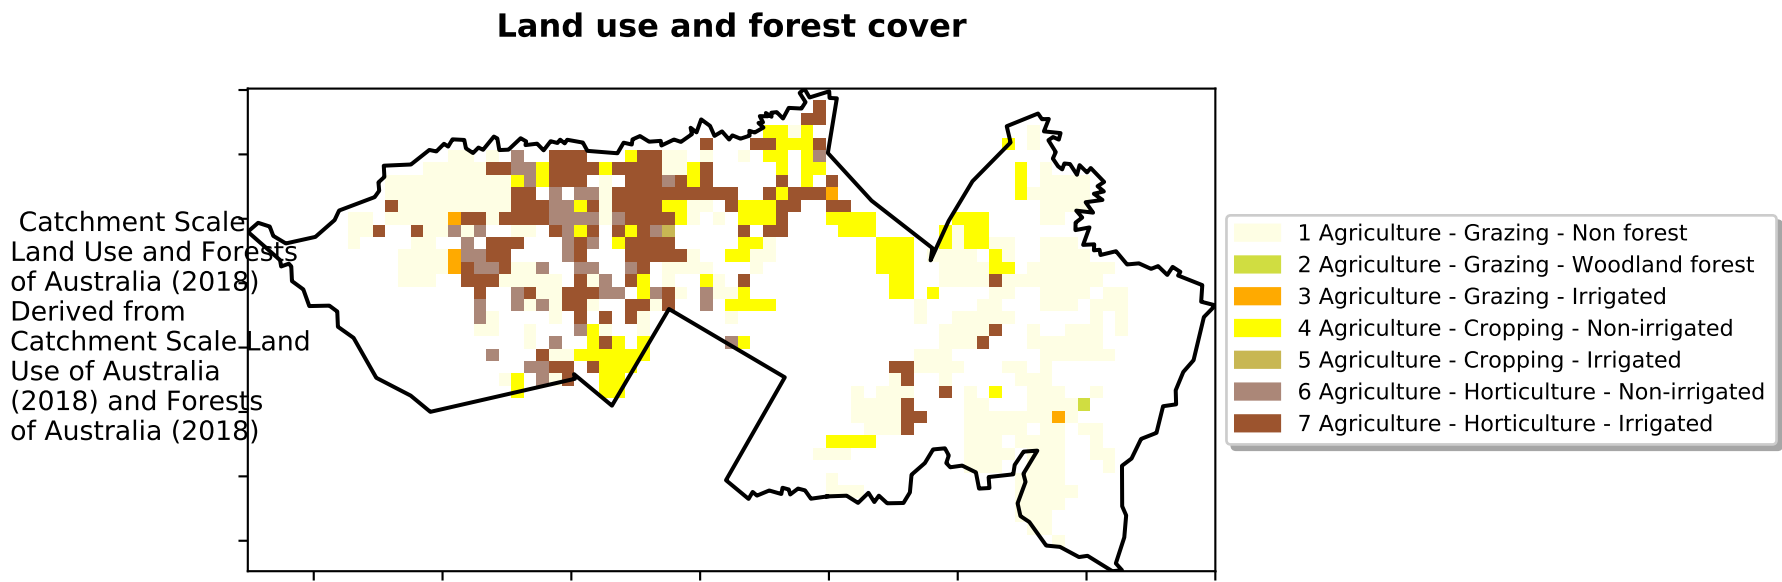 Land use and forest cover
Catchment Scale
Land Use and Forests
of Australia (2018)
Derived from
Catchment Scale Land
Use of Australia
(2018) and Forests
of Australia (2018)
1 Agriculture - Grazing - Non forest
2 Agriculture - Grazing - Woodland forest
3 Agriculture - Grazing - Irrigated
4 Agriculture - Cropping - Non-irrigated
5 Agriculture - Cropping - Irrigated
6 Agriculture - Horticulture - Non-irrigated
7 Agriculture - Horticulture - Irrigated